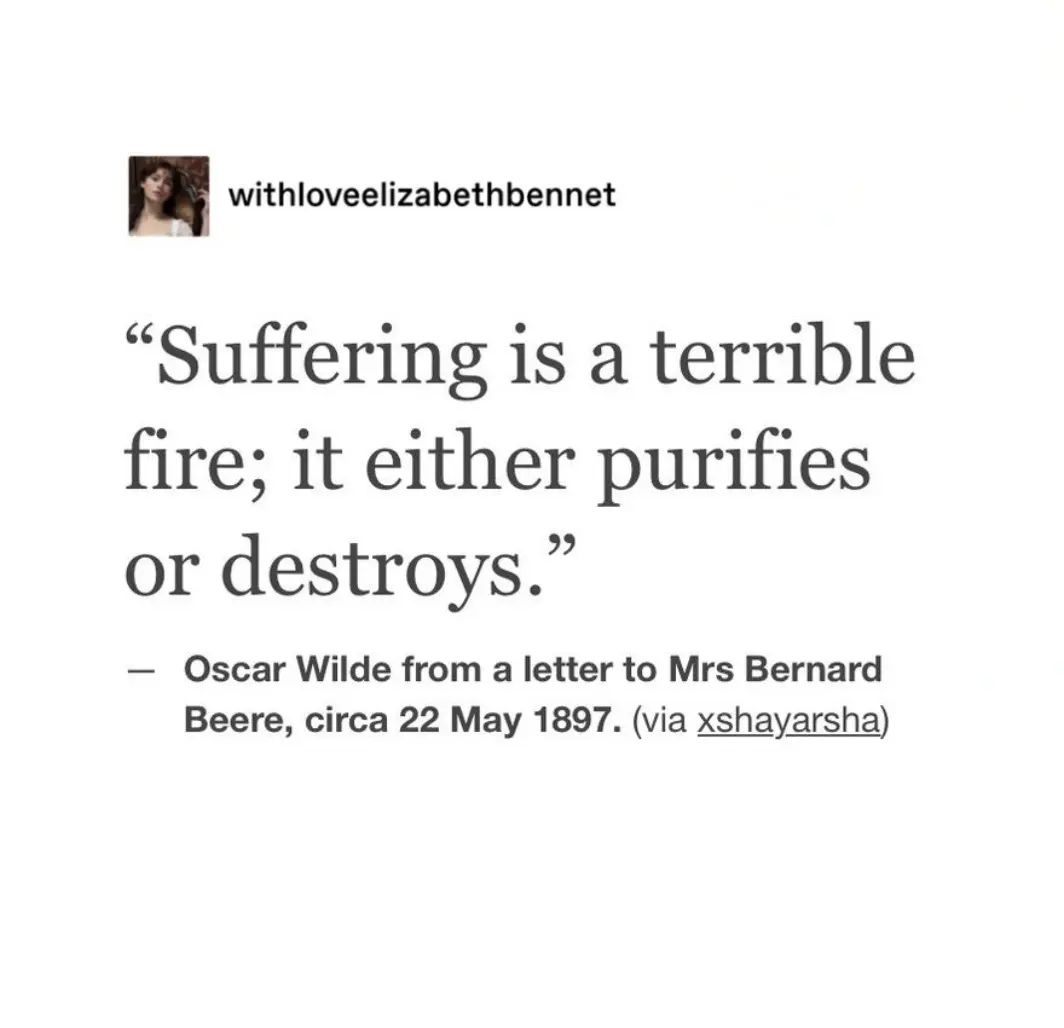 withloveelizabethbennet
“Suffering is a terrible
fire; it either purifies
or destroys.”
— Oscar Wilde from a letter to Mrs Bernard
Beere, circa 22 May 1897. (via xshayarsha)